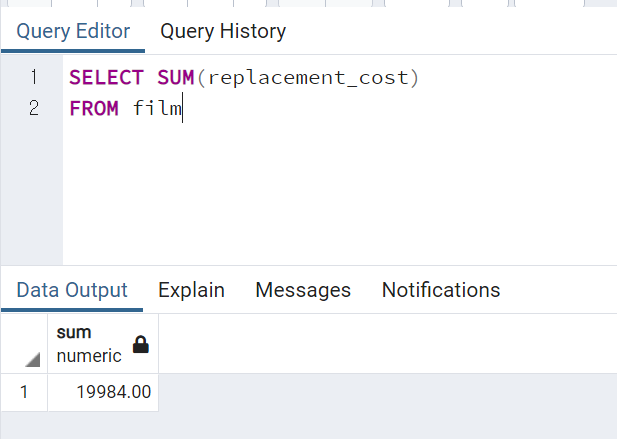 Query Editor Query History
1 SELECT SUM(replacement_cost)
2 FROM film
Data Output Explain Messages Notifications
sum
numeric
1 19984.00